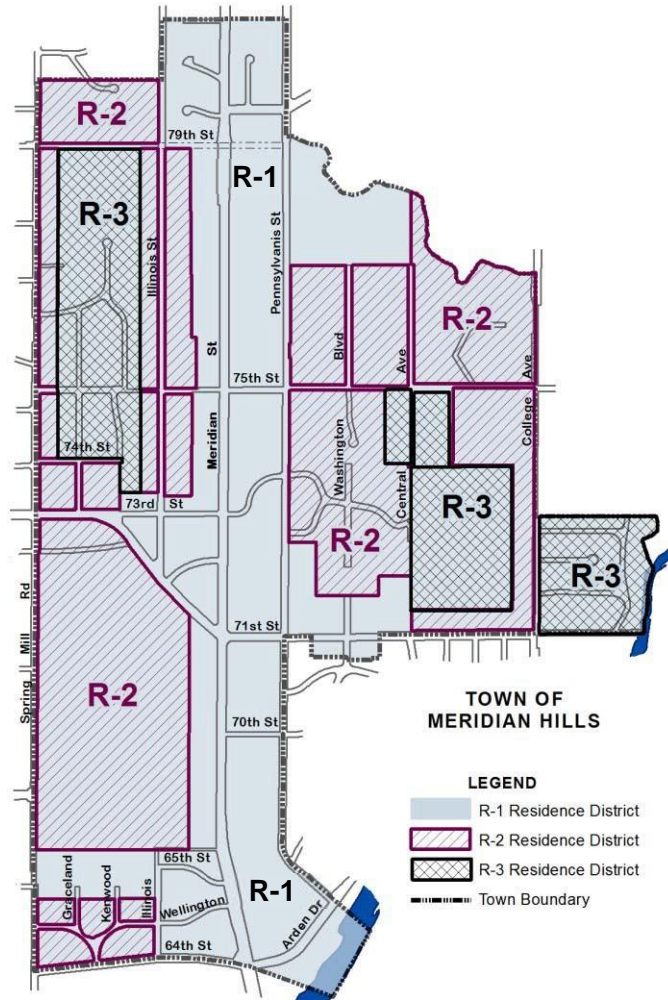 R-2
79th St
R-1
R-3
Illinois St
Pennsylvanis St
R-2
St
Blvd
Ave
Ave
75th St
College
Meridian
Washington
74th St
Central
73rd
St
R-3
R-2
R-3
Rd
71st St
Mill
R-2
Spring
70th St
TOWN OF
MERIDIAN HILLS
LEGEND
R-1 Residence District
R-2 Residence District
R-3 Residence District
Town Boundary
65th St
Graceland
Kenwood
Illinois
R-1
Wellington
Arden Dr
64th St